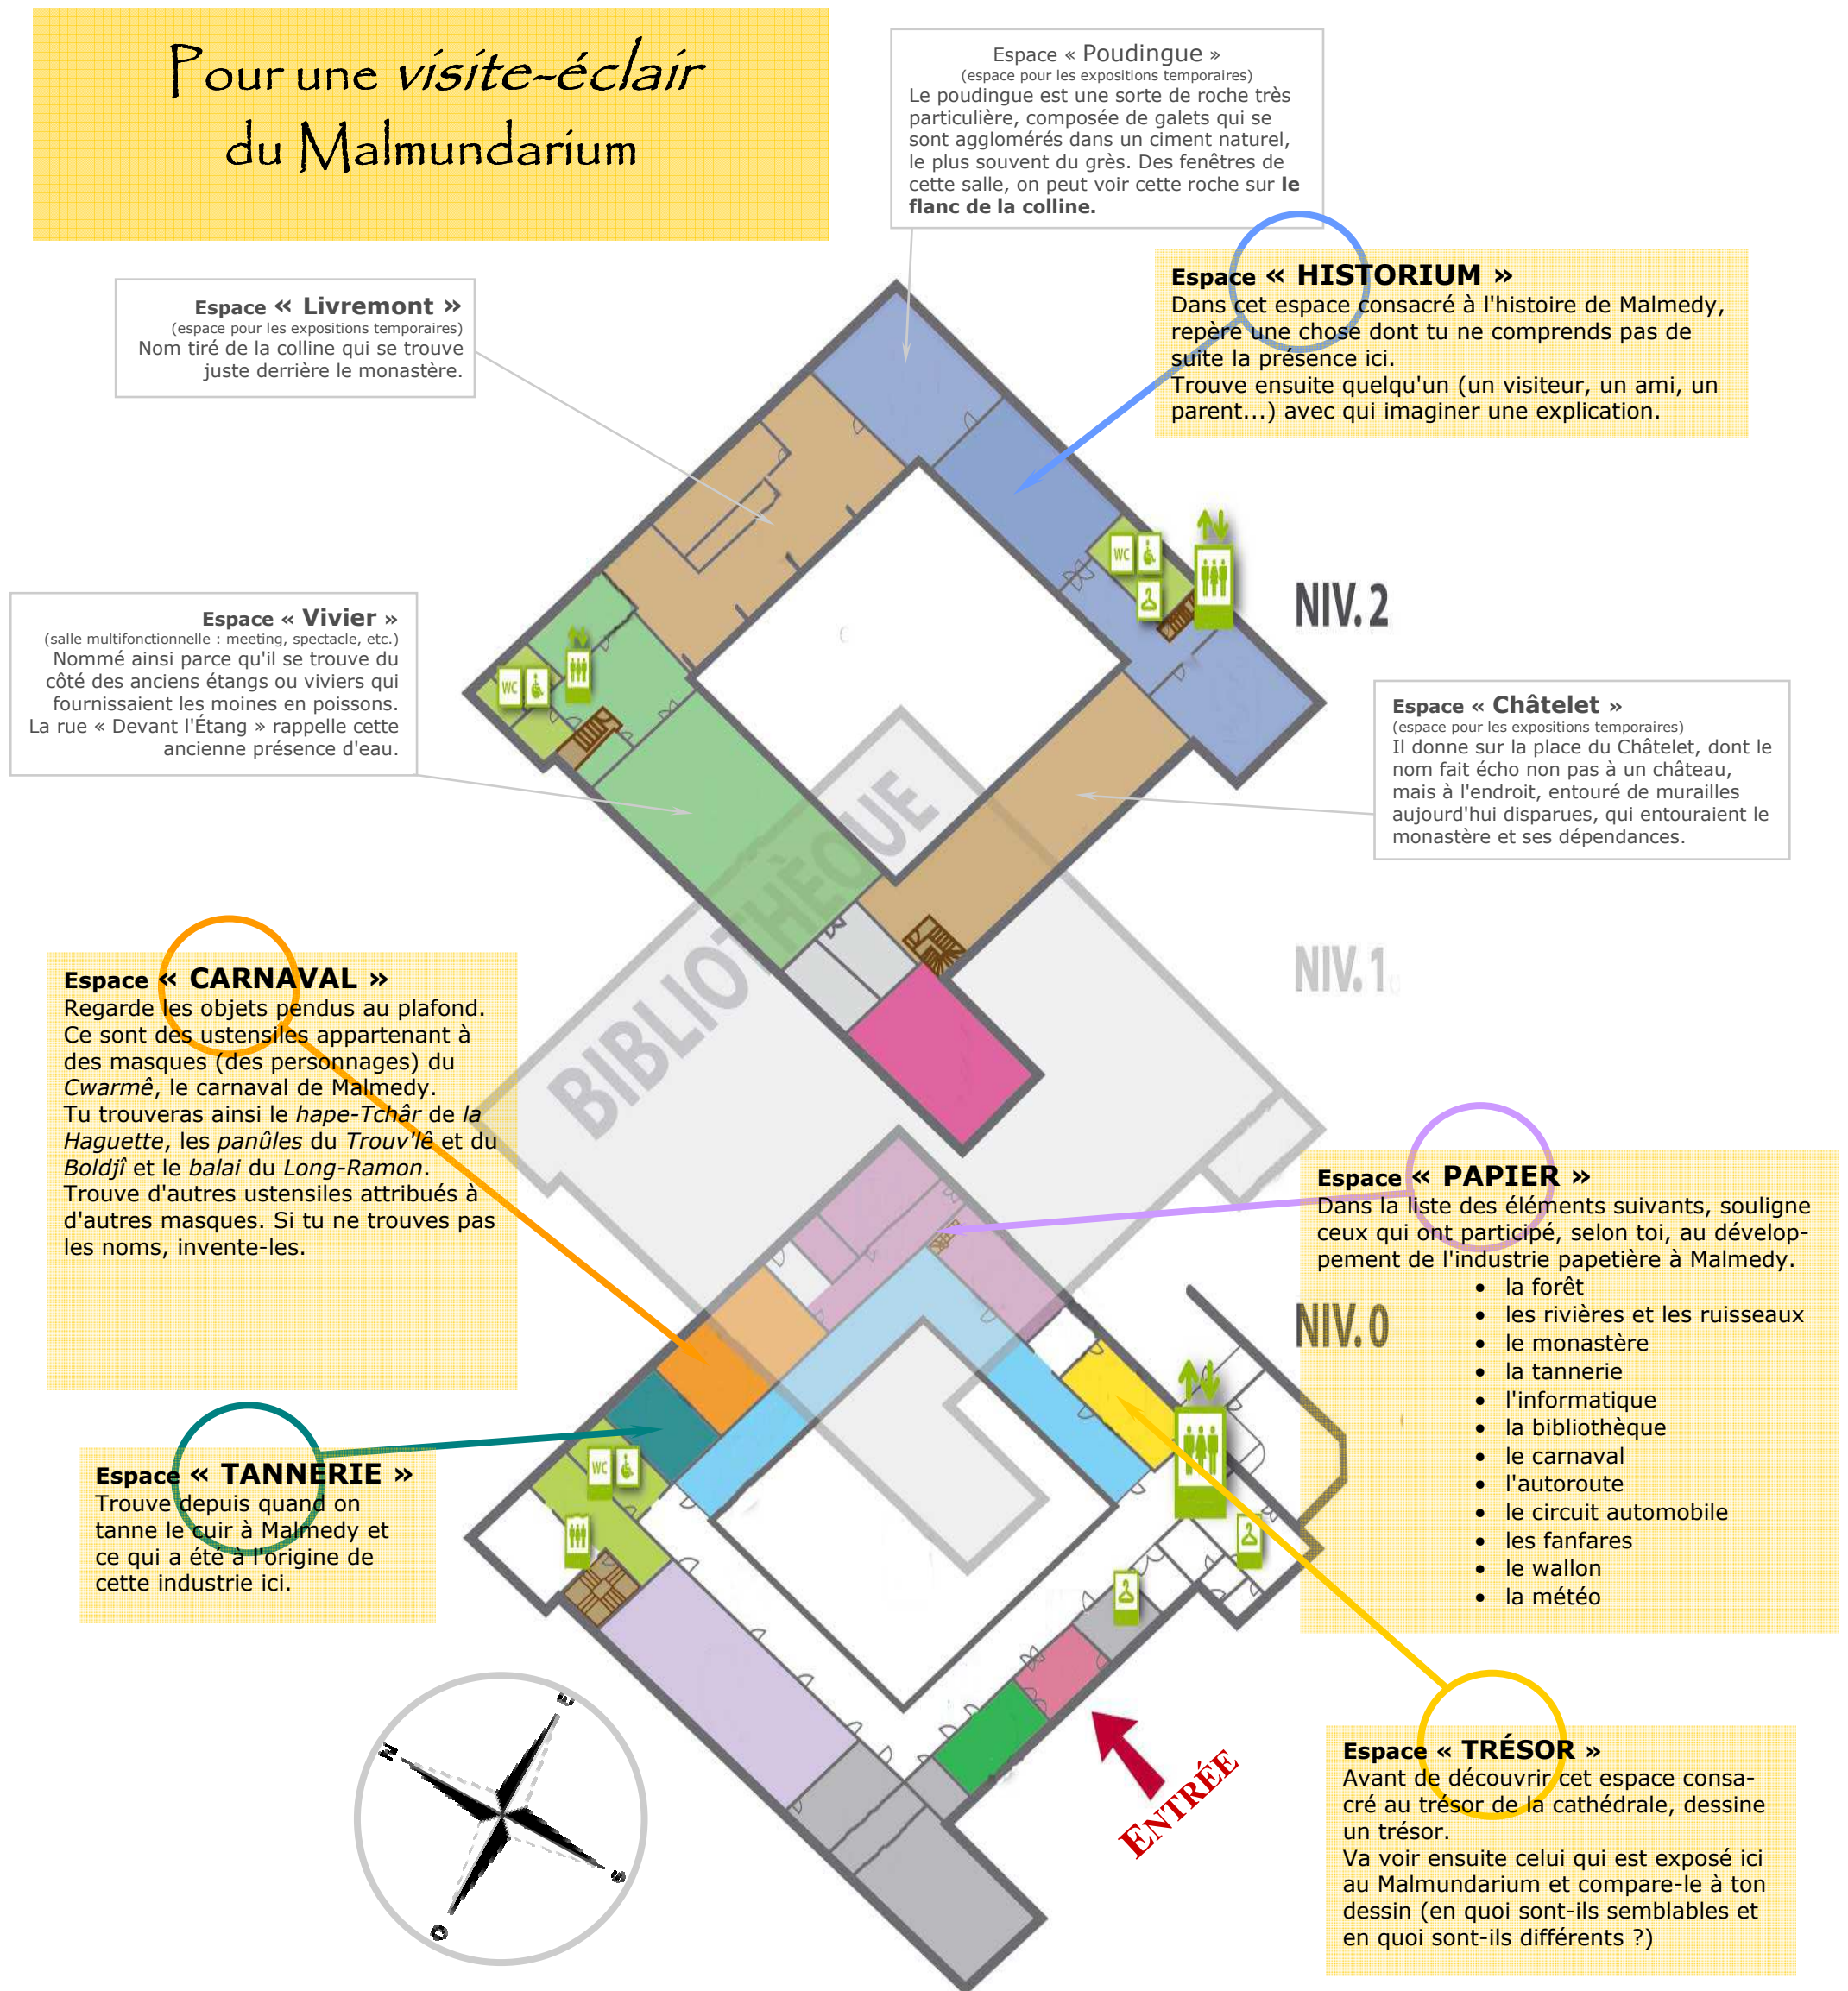 Pour une visite-éclair
du Malmundarium
Espace « Poudingue »
(espace pour les expositions temporaires)
Le poudingue est une sorte de roche très
particulière, composée de galets qui se
sont agglomérés dans un ciment naturel,
le plus souvent du grès. Des fenêtres de
cette salle, on peut voir cette roche sur le
flanc de la colline.
Espace « HISTORIUM »
Dans cet espace consacré à l'histoire de Malmedy,
repère une chose dont tu ne comprends pas de
suite la présence ici.
Trouve ensuite quelqu'un (un visiteur, un ami, un
parent...) avec qui imaginer une explication.
Espace « Livremont »
(espace pour les expositions temporaires)
Nom tiré de la colline qui se trouve
juste derrière le monastère.
WC
NIV. 2
Espace « Vivier »
(salle multifonctionnelle : meeting, spectacle, etc.)
Nommé ainsi parce qu'il se trouve du
côté des anciens étangs ou viviers qui
fournissaient les moines en poissons.
La rue « Devant l'Étang » rappelle cette
ancienne présence d'eau.
WC
Espace « Châtelet »
(espace pour les expositions temporaires)
Il donne sur la place du Châtelet, dont le
nom fait écho non pas à un château,
mais à l'endroit, entouré de murailles
aujourd'hui disparues, qui entouraient le
monastère et ses dépendances.
BIBLIOTHÈQUE
NIV. 1
Espace « CARNAVAL »
Regarde les objets pendus au plafond.
Ce sont des ustensiles appartenant à
des masques (des personnages) du
Cwarmê, le carnaval de Malmedy.
Tu trouveras ainsi le hape-Tchâr de la
Haguette, les panûles du Trouv'lê et du
Boldjî et le balai du Long-Ramon.
Trouve d'autres ustensiles attribués à
d'autres masques. Si tu ne trouves pas
les noms, invente-les.
Espace « PAPIER »
Dans la liste des éléments suivants, souligne
ceux qui ont participé, selon toi, au dévelop-
pement de l'industrie papetière à Malmedy.
• la forêt
• les rivières et les ruisseaux
• le monastère
• la tannerie
• l'informatique
• la bibliothèque
• le carnaval
• l'autoroute
• le circuit automobile
• les fanfares
• le wallon
• la météo
NIV. 0
Espace « TANNERIE »
Trouve depuis quand on
tanne le cuir à Malmedy et
ce qui a été à l'origine de
cette industrie ici.
WC
ENTRÉE
N
E
S
O
Espace « TRÉSOR »
Avant de découvrir cet espace consa-
cré au trésor de la cathédrale, dessine
un trésor.
Va voir ensuite celui qui est exposé ici
au Malmundarium et compare-le à ton
dessin (en quoi sont-ils semblables et
en quoi sont-ils différents ?)